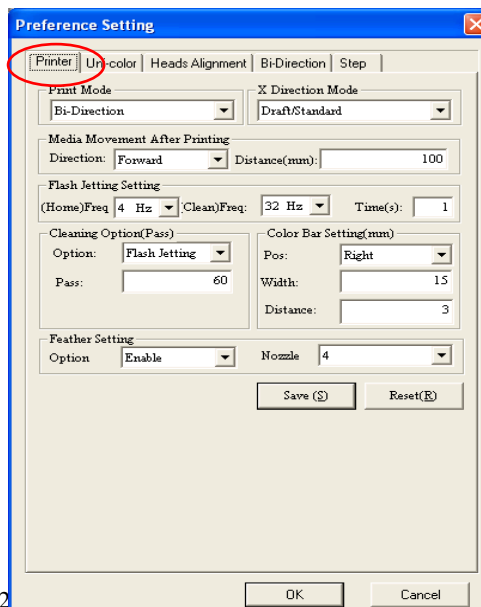 Preference Setting
Printer Uni-color Heads Alignment Bi-Direction Step
Print Mode X Direction Mode
Bi-Direction Draft/Standard
Media Movement After Printing
Direction: Forward Distance(mm): 100
Flash Jetting Setting
(Home)Freq 4 Hz (Clean)Freq: 32 Hz Time(s): 1
Cleaning Option(Pass) Color Bar Setting(mm)
Option: Flash Jetting Pos: Right
Pass: 60 Width: 15
Distance: 3
Feather Setting
Option Enable Nozzle 4
Save (S) Reset(R)
2
OK Cancel